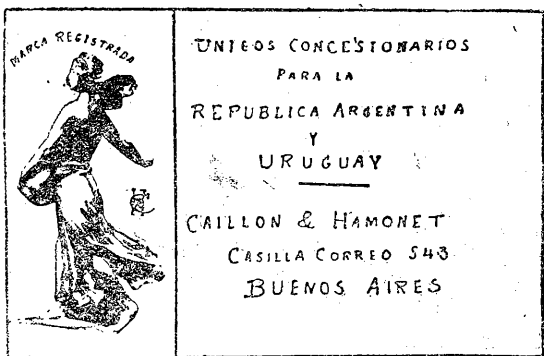 MARCA REGISTRADA
UNICOS CONCESIONARIOS
PARA LA
REPUBLICA ARGENTINA
Y
URUGUAY
CAILLON & HAMONET
CASILLA CORREO 543
BUENOS AIRES